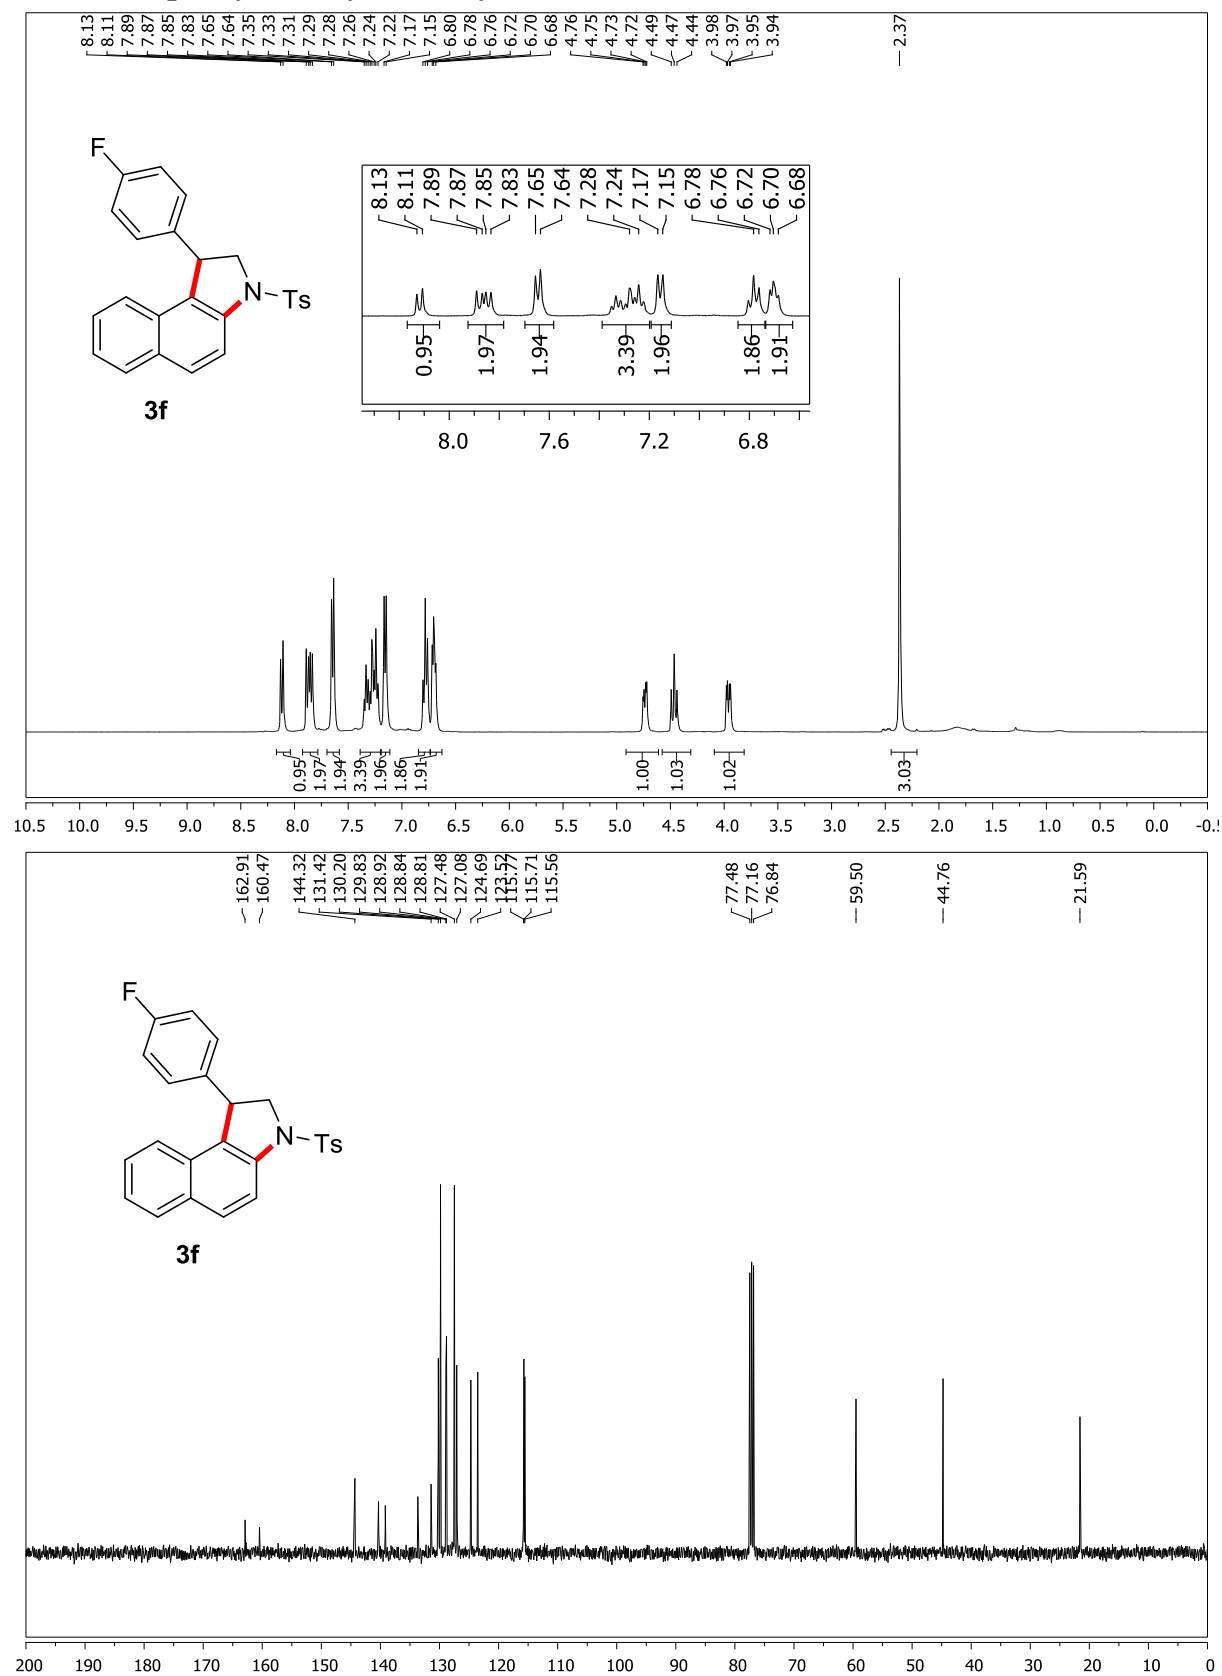 8.13 8.11 7.89 7.87 7.85 7.83 7.65 7.64 7.35 7.33 7.31 7.29 7.28 7.26 7.24 7.22 7.17 7.15 6.80 6.78 6.76 6.72 6.70 6.68 4.76 4.75 4.73 4.72 4.49 4.47 4.44 3.98 3.97 3.95 3.94 2.37
F
N
Ts
3f
8.13 8.11 7.89 7.87 7.85 7.83 7.65 7.64 7.28 7.24 7.17 7.15 6.78 6.76 6.72 6.70 6.68
0.95 1.97 1.94 3.39 1.96 1.86 1.91
8.0 7.6 7.2 6.8
0.95 1.97 1.94 3.39 1.96 1.86 1.91 1.00 1.03 1.02 3.03
10.5 10.0 9.5 9.0 8.5 8.0 7.5 7.0 6.5 6.0 5.5 5.0 4.5 4.0 3.5 3.0 2.5 2.0 1.5 1.0 0.5 0.0
162.91 160.47 144.32 131.42 130.20 129.83 128.92 128.84 128.81 127.48 127.08 124.69 123.52 115.77 115.71 115.56 77.48 77.16 76.84 59.50 44.76 21.59
F
N
Ts
3f
200 190 180 170 160 150 140 130 120 110 100 90 80 70 60 50 40 30 20 10 0